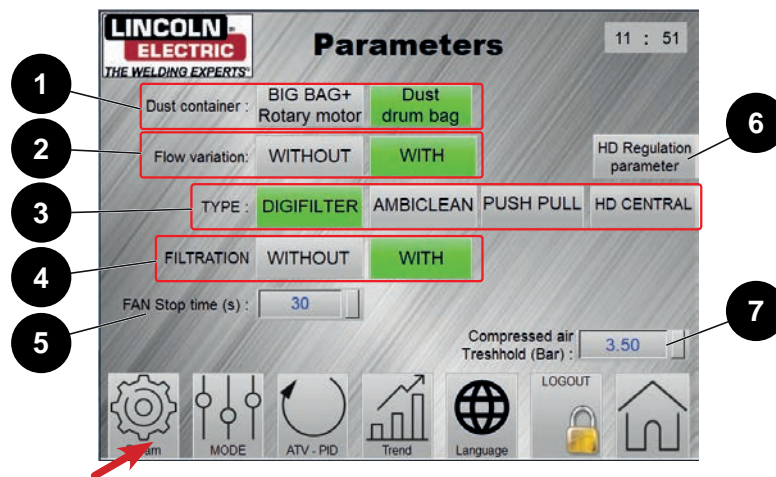 LINCOLN
ELECTRIC
THE WELDING EXPERTS®
Parameters
11 : 51
1
Dust container :
BIG BAG+
Rotary motor
Dust
drum bag
2
Flow variation:
WITHOUT
WITH
HD Regulation
parameter
6
3
TYPE :
DIGIFILTER
AMBICLEAN
PUSH PULL
HD CENTRAL
4
FILTRATION
WITHOUT
WITH
5
FAN Stop time (s) :
30
Compressed air
Treshhold (Bar) :
3.50
7
am
MODE
ATV - PID
Trend
Language
LOGOUT